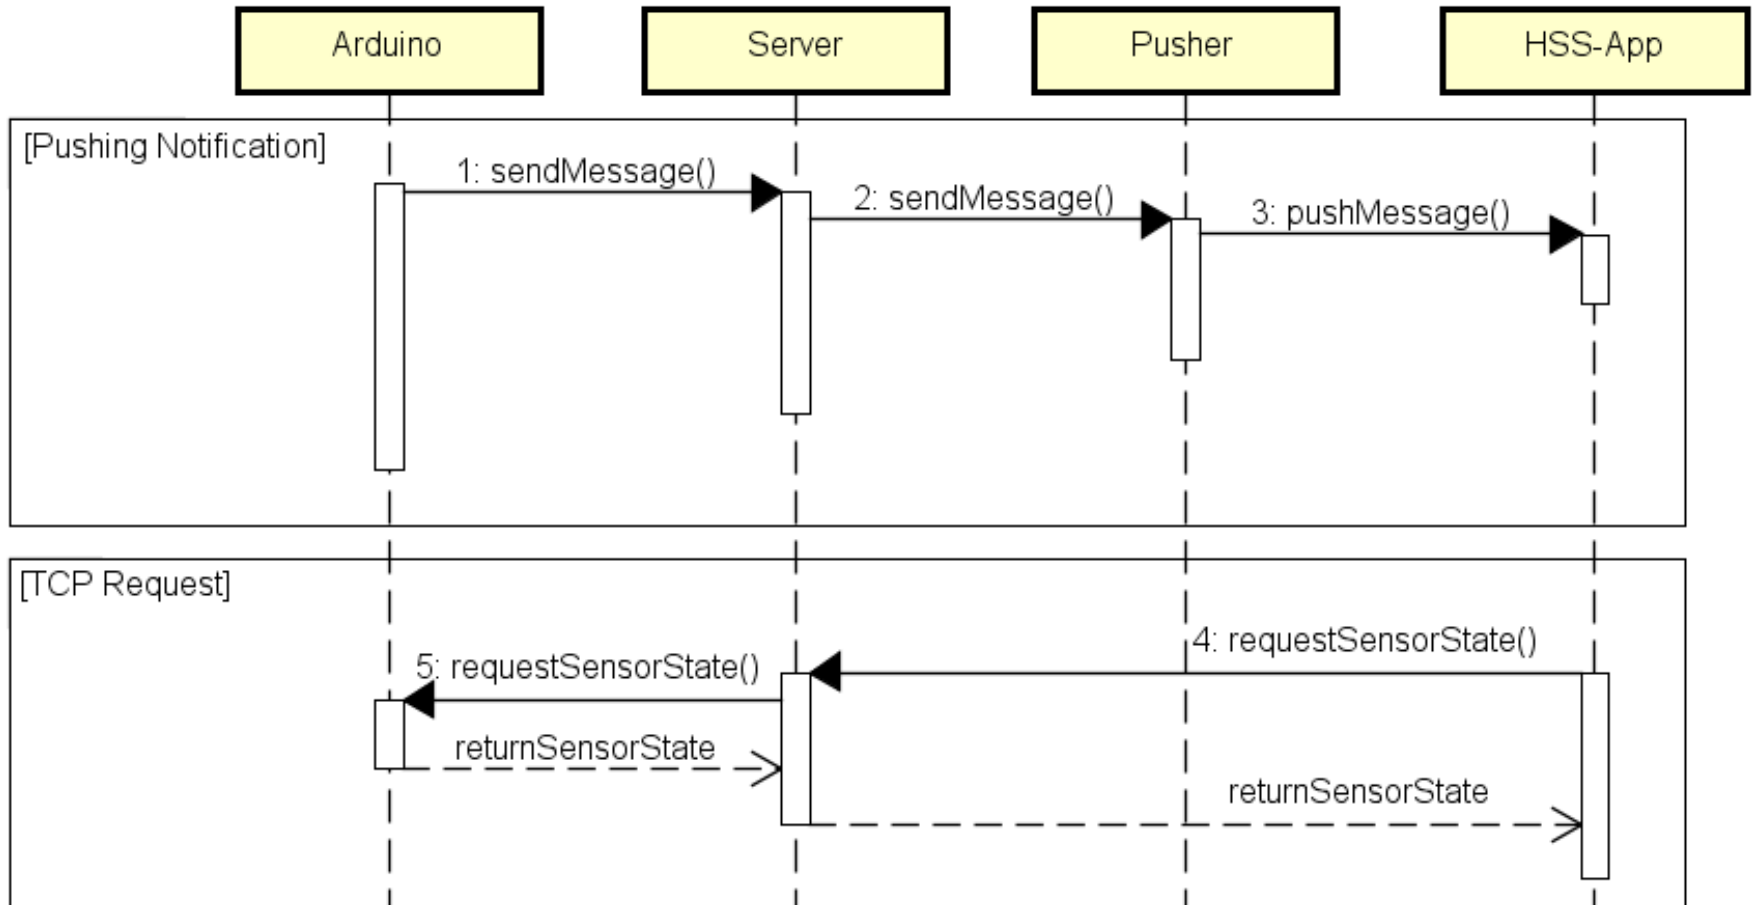 Arduino
Server
Pusher
HSS-App
[Pushing Notification]
1: sendMessage()
2: sendMessage()
3: pushMessage()
[TCP Request]
4: requestSensorState()
5: requestSensorState()
returnSensorState
returnSensorState